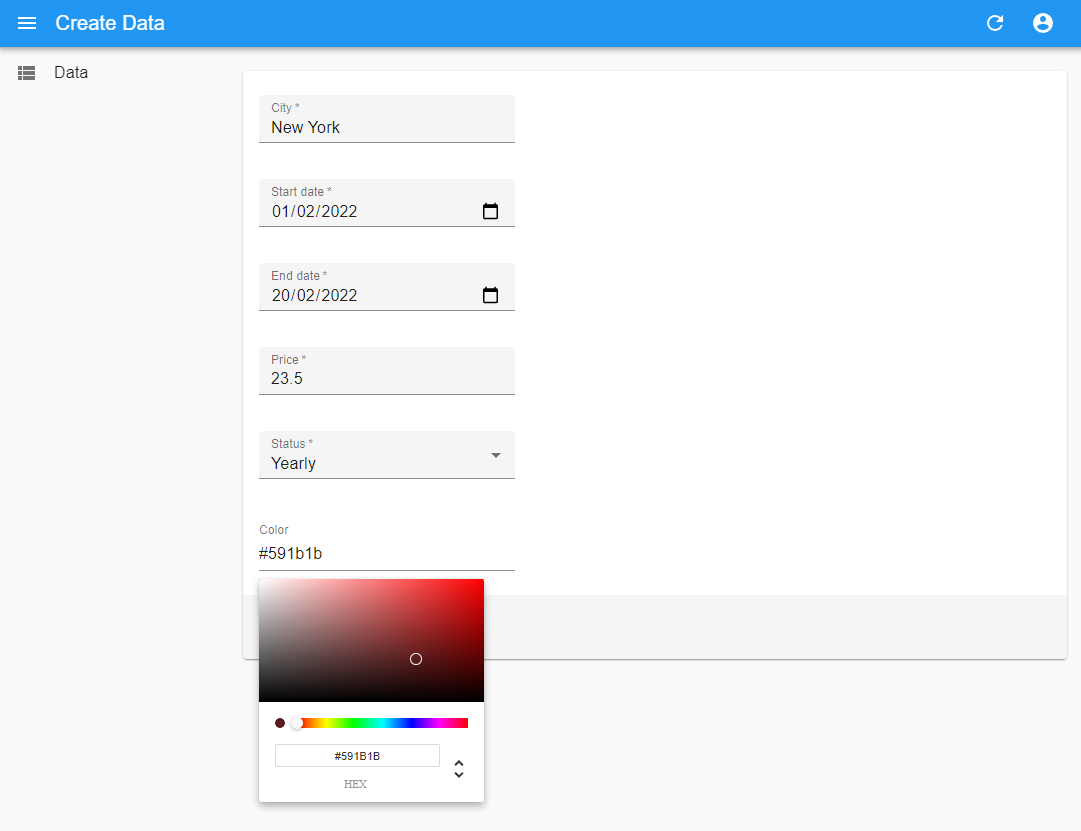 Create Data
Data
City *
New York
Start date *
01/02/2022
End date *
20/02/2022
Price *
23.5
Status *
Yearly
Color
#591b1b
#591B1B
HEX